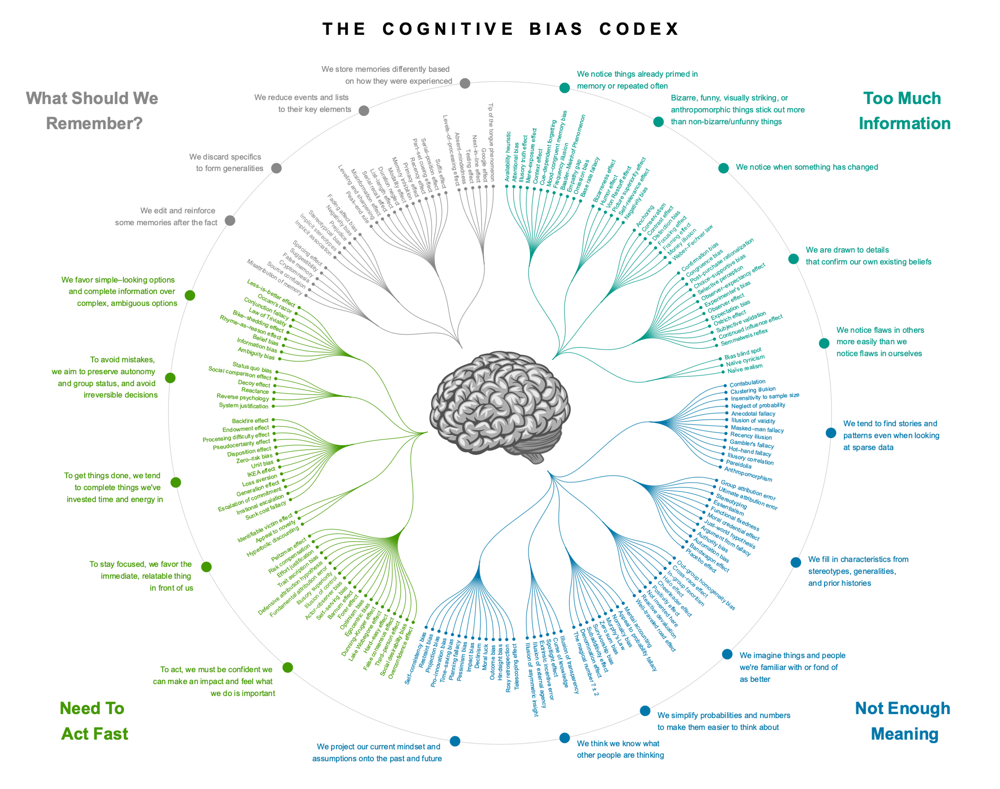 THE COGNITIVE BIAS CODEX
What Should We
Remember?
We store memories differently based
on how they were experienced
We reduce events and lists
to their key elements
We discard specifics
to form generalities
We edit and reinforce
some memories after the fact
Tip of the tongue phenomenon
Google effect
Next–in–line effect
Testing effect
Absent–mindedness
Levels–of–processing effect
Suffix effect
Serial–position effect
Part–set cueing effect
Recency effect
Primacy effect
Memory inhibition
Modality effect
Duration neglect
List–length effect
Serial recall effect
Misinformation effect
Leveling and sharpening
Peak–end rule
Fading affect bias
Negativity bias
Prejudice
Stereotypical bias
Implicit stereotypes
Implicit association
Spacing effect
Suggestibility
False memory
Cryptomnesia
Source confusion
Misattribution of memory
Too Much
Information
We notice things already primed in
memory or repeated often
Bizarre, funny, visually striking, or
anthropomorphic things stick out more
than non-bizarre/unfunny things
We notice when something has changed
We are drawn to details
that confirm our own existing beliefs
We notice flaws in others
more easily than we
notice flaws in ourselves
Availability heuristic
Attentional bias
Illusory truth effect
Mere–exposure effect
Context effect
Cue–dependent forgetting
Mood–congruent memory bias
Frequency illusion
Baader–Meinhof Phenomenon
Empathy gap
Omission bias
Base rate fallacy
Bizarreness effect
Humor effect
Von Restorff effect
Picture superiority effect
Self–relevance effect
Negativity bias
Anchoring
Conservatism
Contrast effect
Distinction bias
Focusing effect
Framing effect
Money illusion
Weber–Fechner law
Confirmation bias
Congruence bias
Post–purchase rationalization
Choice–supportive bias
Selective perception
Observer–expectancy effect
Experimenter's bias
Observer effect
Expectation bias
Ostrich effect
Subjective validation
Continued influence effect
Semmelweis reflex
Bias blind spot
Naïve cynicism
Naïve realism
Confabulation
Clustering illusion
Insensitivity to sample size
Neglect of probability
Anecdotal fallacy
Illusion of validity
Masked–man fallacy
Recency illusion
Gambler's fallacy
Hot–hand fallacy
Illusory correlation
Pareidolia
Anthropomorphism
Group attribution error
Ultimate attribution error
Stereotyping
Essentialism
Functional fixedness
Moral credential effect
Just–world hypothesis
Argument from fallacy
Authority bias
Automation bias
Bandwagon effect
Placebo effect
Out–group homogeneity bias
Cross–race effect
In–group favoritism
Halo effect
Cheerleader effect
Positivity effect
Not invented here
Reactive devaluation
Well–traveled road effect
Mental accounting
Appeal to probability fallacy
Normalcy bias
Murphy's Law
Zero sum bias
Survivorship bias
Subadditivity effect
Denomination effect
The magical number 7 ± 2
Illusion of transparency
Curse of knowledge
Spotlight effect
Extrinsic incentive error
Illusion of external agency
Illusion of asymmetric insight
Telescoping effect
Rosy retrospection
Hindsight bias
Outcome bias
Moral luck
Declinism
Impact bias
Pessimism bias
Planning fallacy
Time–saving bias
Pro–innovation bias
Projection bias
Restraint bias
Self–consistency bias
We tend to find stories and
patterns even when looking
at sparse data
We fill in characteristics from
stereotypes, generalities,
and prior histories
We imagine things and people
we're familiar with or fond of
as better
We simplify probabilities and numbers
to make them easier to think about
We think we know what
other people are thinking
We project our current mindset and
assumptions onto the past and future
Not Enough
Meaning
We favor simple–looking options
and complete information over
complex, ambiguous options
To avoid mistakes,
we aim to preserve autonomy
and group status, and avoid
irreversible decisions
To get things done, we tend
to complete things we've
invested time and energy in
To stay focused, we favor the
immediate, relatable thing
in front of us
To act, we must be confident we
can make an impact and feel what
we do is important
Less–is–better effect
Occam's razor
Conjunction fallacy
Law of Triviality
Bike–shedding effect
Rhyme–as–reason effect
Belief bias
Information bias
Ambiguity bias
Status quo bias
Social comparison effect
Decoy effect
Reactance
Reverse psychology
System justification
Backfire effect
Endowment effect
Processing difficulty effect
Pseudocertainty effect
Disposition effect
Zero–risk bias
Unit bias
IKEA effect
Loss aversion
Generation effect
Escalation of commitment
Irrational escalation
Sunk cost fallacy
Identifiable victim effect
Appeal to novelty
Hyperbolic discounting
Peltzman effect
Risk compensation
Effort justification
Trait ascription bias
Defensive attribution hypothesis
Fundamental attribution error
Illusory superiority
Illusion of control
Actor–observer bias
Self–serving bias
Barnum effect
Forer effect
Optimism bias
Egocentric bias
Dunning–Kruger effect
Lake Wobegone effect
Hard–easy effect
False consensus effect
Third–person effect
Social desirability bias
Overconfidence effect
Need To
Act Fast